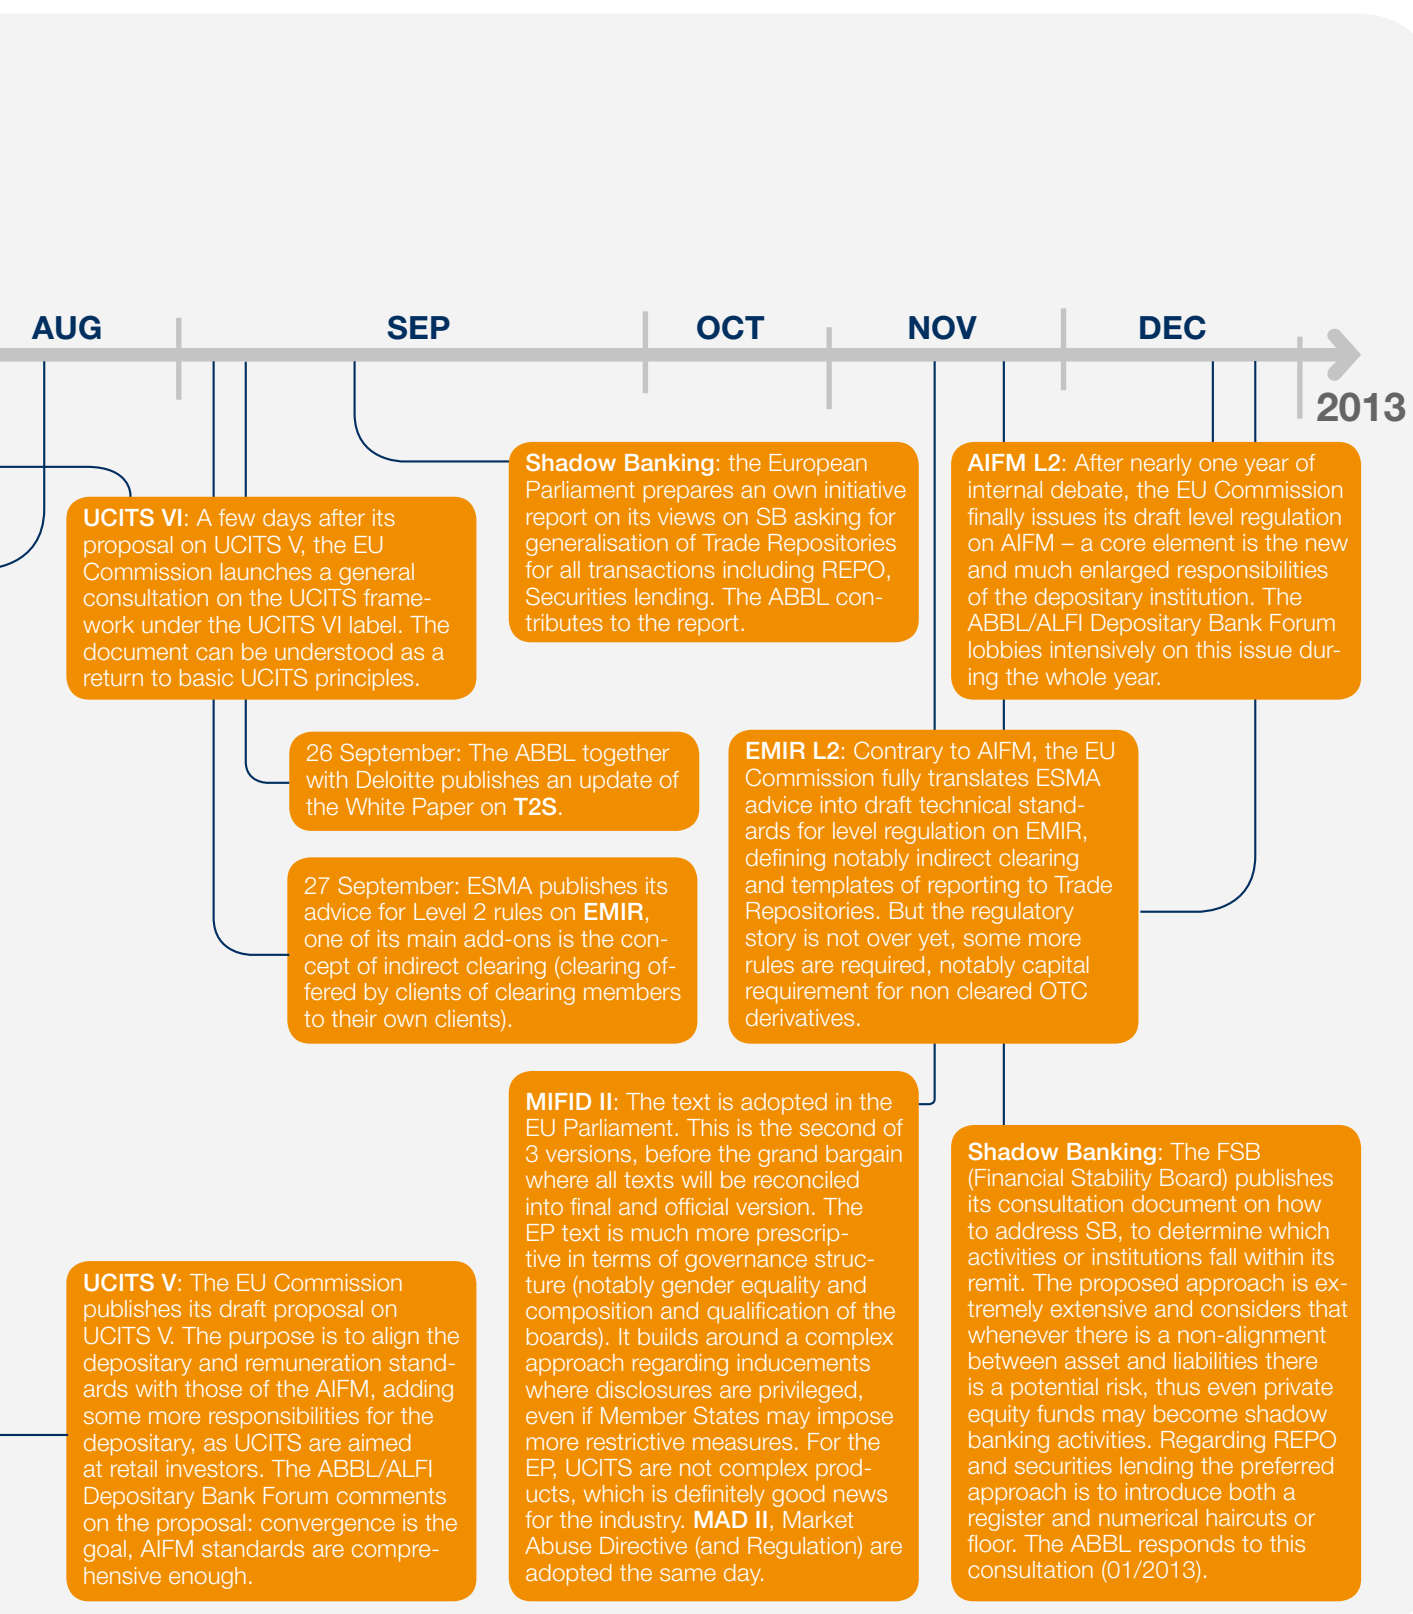 AUG
SEP
OCT
NOV
DEC
2013
UCITS VI: A few days after its
proposal on UCITS V, the EU
Commission launches a general
consultation on the UCITS frame-
work under the UCITS VI label. The
document can be understood as a
return to basic UCITS principles.
Shadow Banking: the European
Parliament prepares an own initiative
report on its views on SB asking for
generalisation of Trade Repositories
for all transactions including REPO,
Securities lending. The ABBL con-
tributes to the report.
AIFM L2: After nearly one year of
internal debate, the EU Commission
finally issues its draft level regulation
on AIFM – a core element is the new
and much enlarged responsibilities
of the depositary institution. The
ABBL/ALFI Depositary Bank Forum
lobbies intensively on this issue dur-
ing the whole year.
26 September: The ABBL together
with Deloitte publishes an update of
the White Paper on T2S.
27 September: ESMA publishes its
advice for Level 2 rules on EMIR,
one of its main add-ons is the con-
cept of indirect clearing (clearing of-
fered by clients of clearing members
to their own clients).
EMIR L2: Contrary to AIFM, the EU
Commission fully translates ESMA
advice into draft technical stand-
ards for level regulation on EMIR,
defining notably indirect clearing
and templates of reporting to Trade
Repositories. But the regulatory
story is not over yet, some more
rules are required, notably capital
requirement for non cleared OTC
derivatives.
UCITS V: The EU Commission
publishes its draft proposal on
UCITS V. The purpose is to align the
depositary and remuneration stand-
ards with those of the AIFM, adding
some more responsibilities for the
depositary, as UCITS are aimed
at retail investors. The ABBL/ALFI
Depositary Bank Forum comments
on the proposal: convergence is the
goal, AIFM standards are compre-
hensive enough.
MIFID II: The text is adopted in the
EU Parliament. This is the second of
3 versions, before the grand bargain
where all texts will be reconciled
into final and official version. The
EP text is much more prescrip-
tive in terms of governance struc-
ture (notably gender equality and
composition and qualification of the
boards). It builds around a complex
approach regarding inducements
where disclosures are privileged,
even if Member States may impose
more restrictive measures. For the
EP, UCITS are not complex prod-
ucts, which is definitely good news
for the industry. MAD II, Market
Abuse Directive (and Regulation) are
adopted the same day.
Shadow Banking: The FSB
(Financial Stability Board) publishes
its consultation document on how
to address SB, to determine which
activities or institutions fall within its
remit. The proposed approach is ex-
tremely extensive and considers that
whenever there is a non-alignment
between asset and liabilities there
is a potential risk, thus even private
equity funds may become shadow
banking activities. Regarding REPO
and securities lending the preferred
approach is to introduce both a
register and numerical haircuts or
floor. The ABBL responds to this
consultation (01/2013).